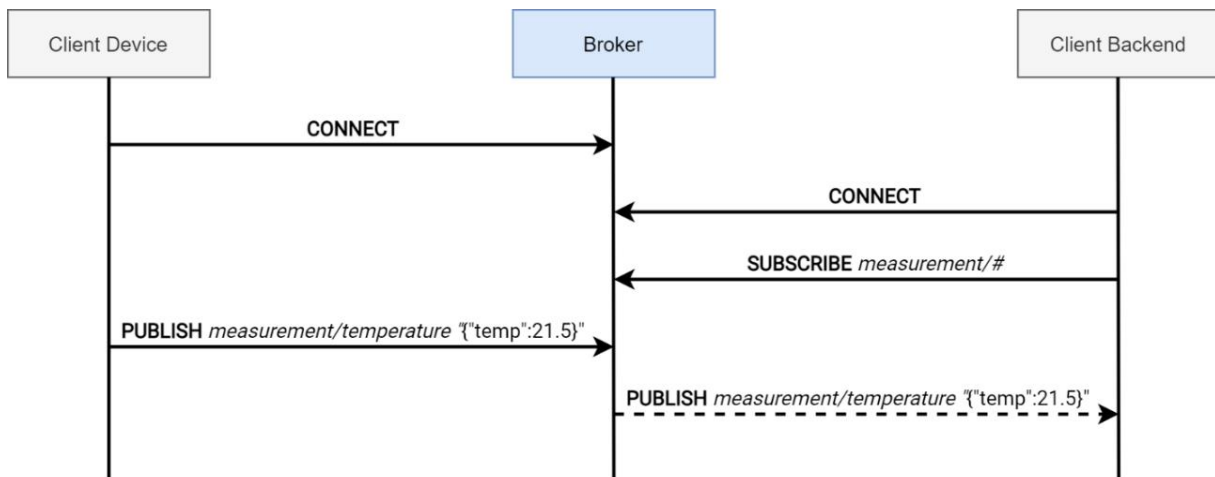 Client Device
Broker
Client Backend
CONNECT
CONNECT
SUBSCRIBE measurement/#
PUBLISH measurement/temperature "{"temp":21.5}"
PUBLISH measurement/temperature "{"temp":21.5}"